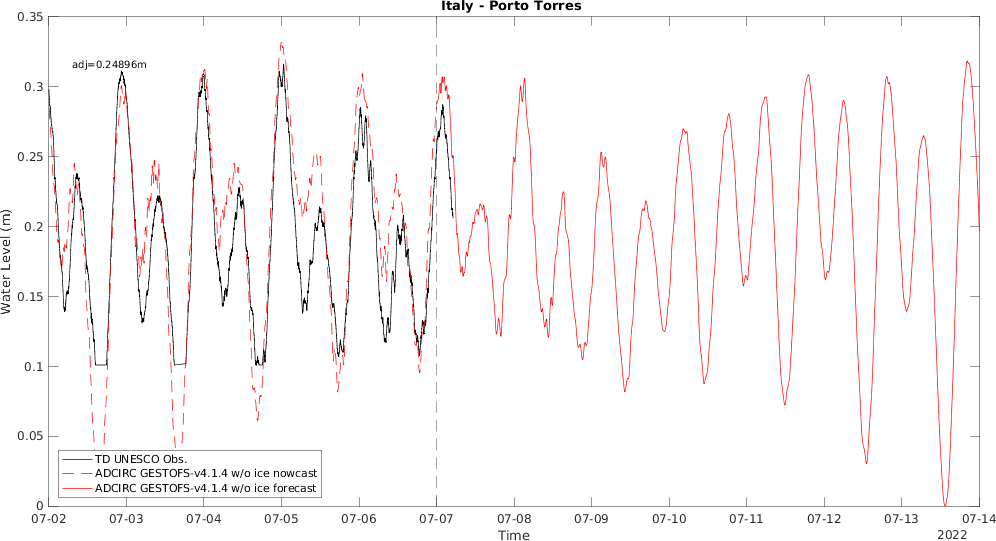 Italy - Porto Torres
0.35
0.3
0.25
0.2
0.15
0.1
0.05
0
Water Level (m)
adj=0.24896m
TD UNESCO Obs.
ADCIRC GESTOFS-v4.1.4 w/o ice nowcast
ADCIRC GESTOFS-v4.1.4 w/o ice forecast
07-02 07-03 07-04 07-05 07-06 07-07 07-08 07-09 07-10 07-11 07-12 07-13 07-14
Time
2022